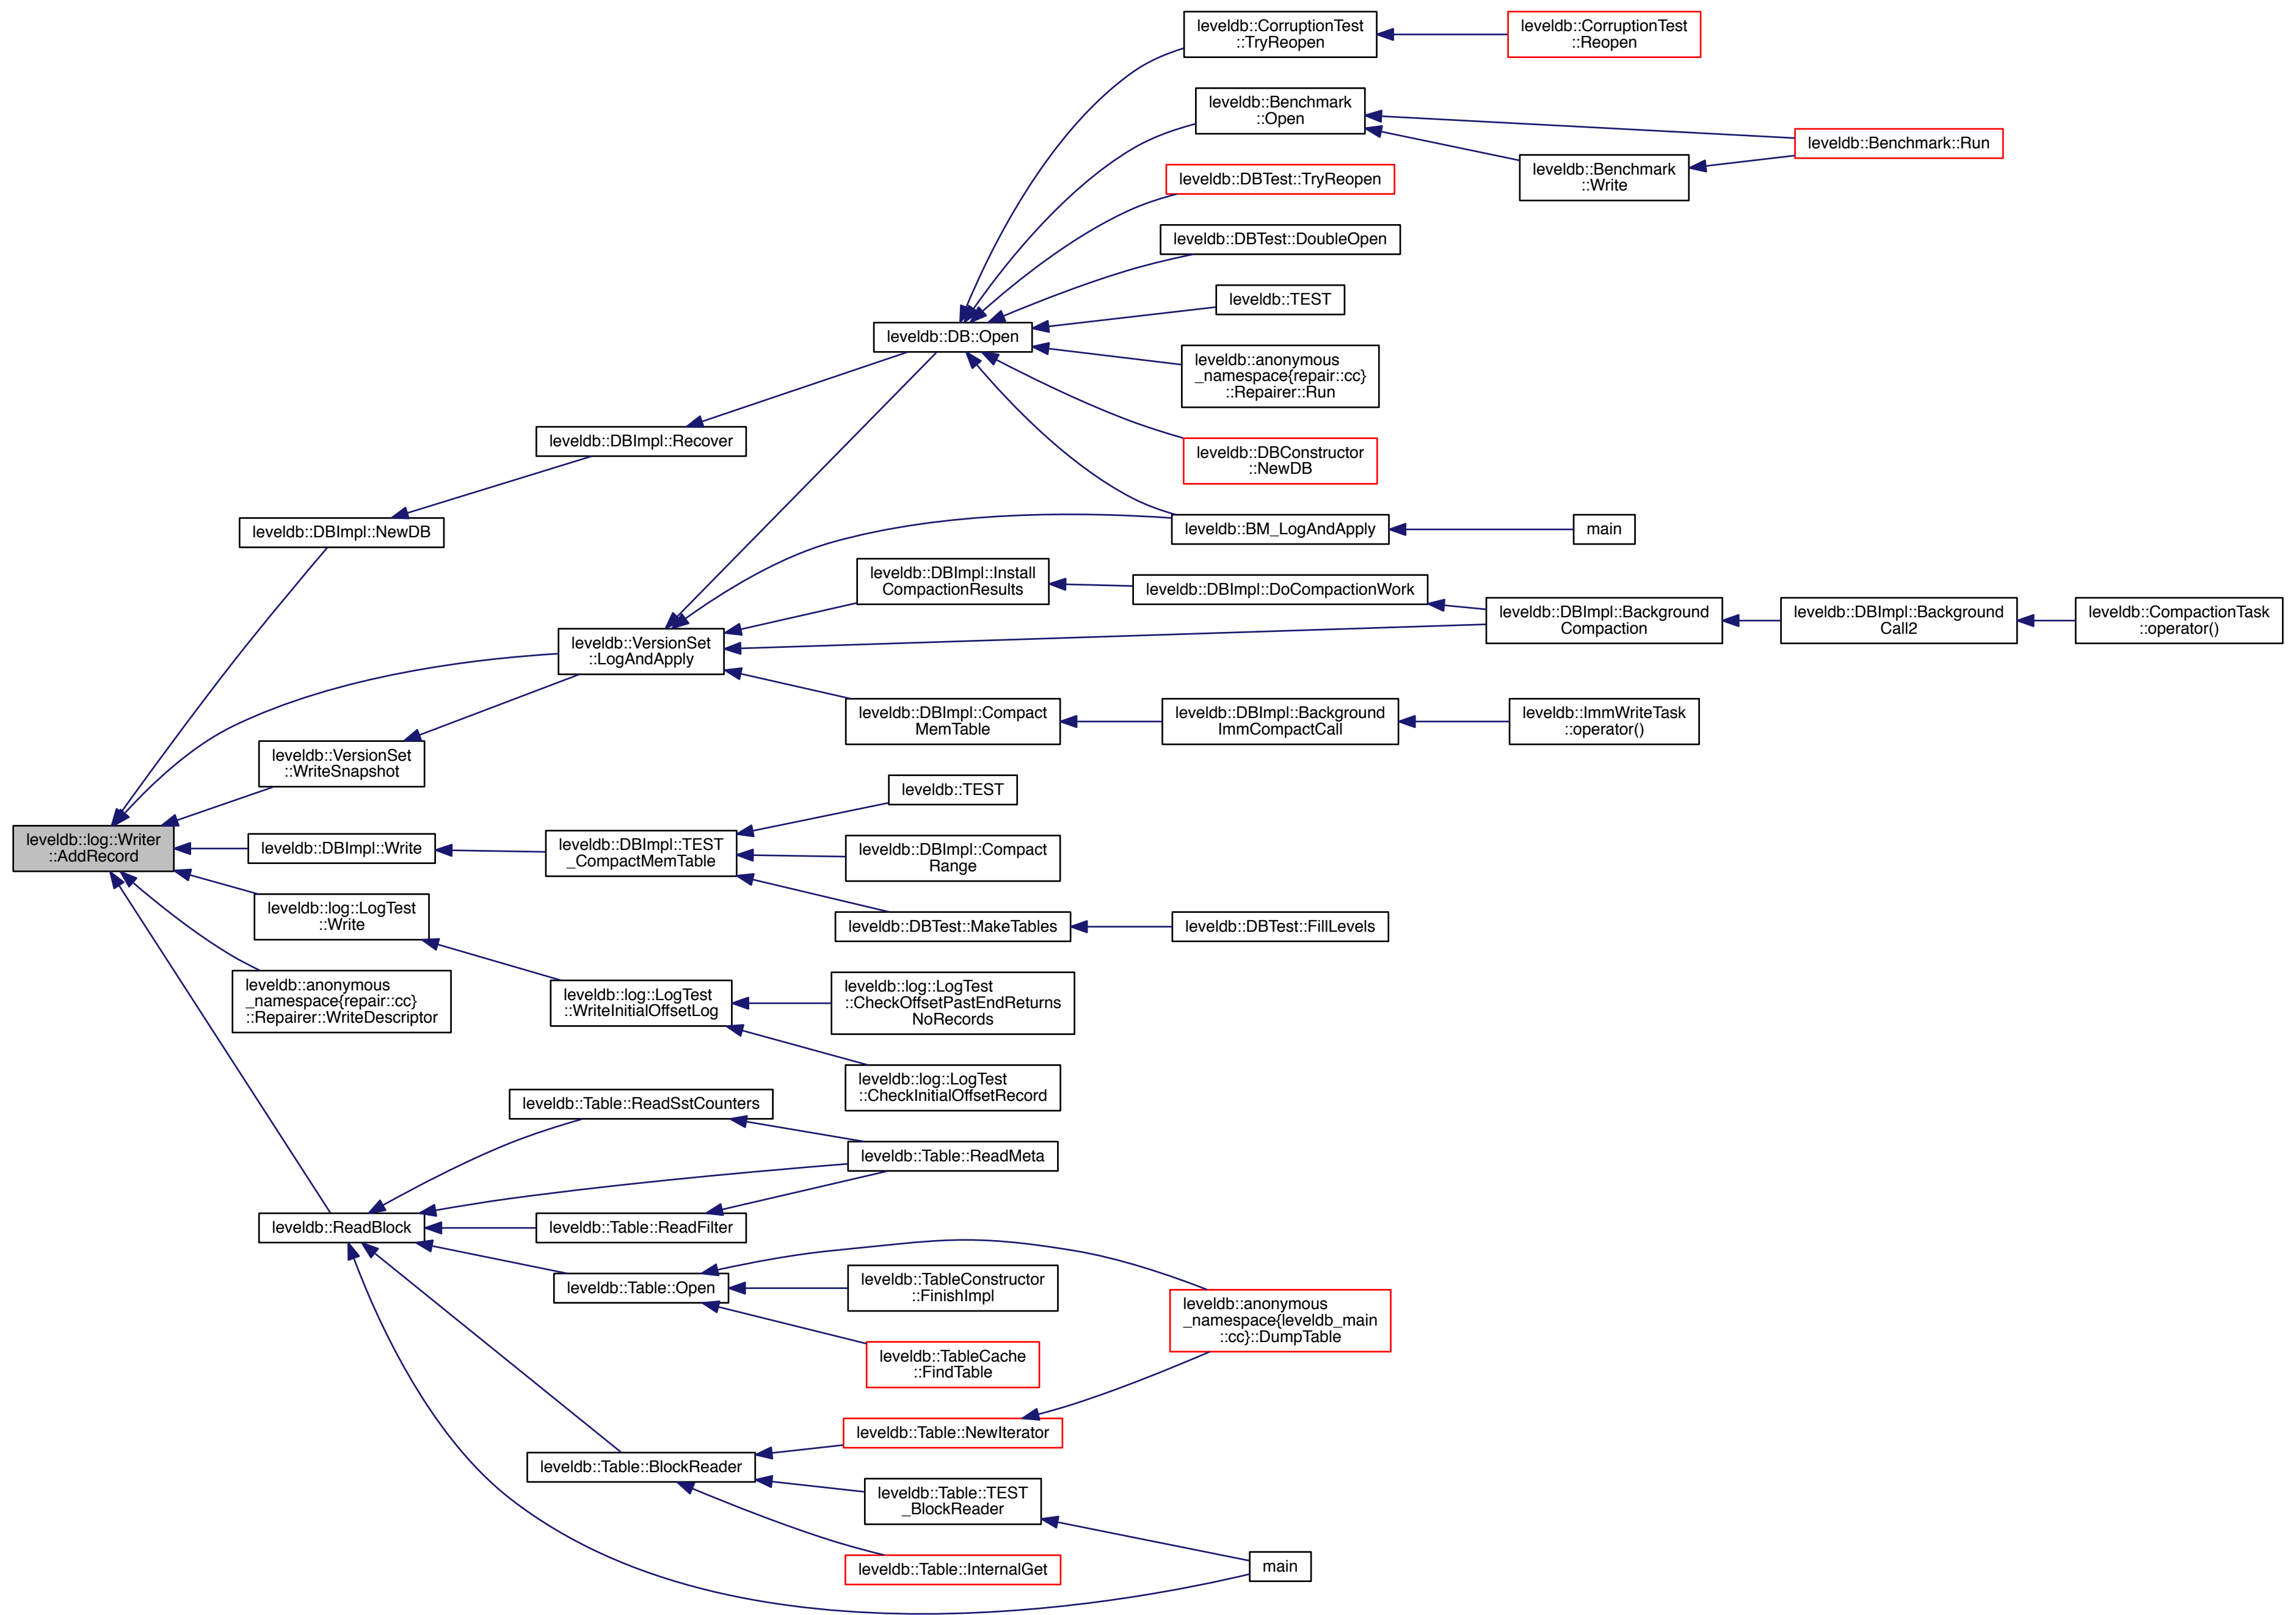 leveldb::CorruptionTest
::TryReopen
leveldb::CorruptionTest
::Reopen
leveldb::Benchmark
::Open
leveldb::Benchmark::Run
leveldb::Benchmark
::Write
leveldb::DBTest::TryReopen
leveldb::DBTest::DoubleOpen
leveldb::TEST
leveldb::DB::Open
leveldb::anonymous
_namespace{repair::cc}
::Repairer::Run
leveldb::DBImpl::Recover
leveldb::DBConstructor
::NewDB
leveldb::DBImpl::NewDB
leveldb::BM_LogAndApply
main
leveldb::DBImpl::Install
CompactionResults
leveldb::DBImpl::DoCompactionWork
leveldb::DBImpl::Background
Compaction
leveldb::DBImpl::Background
Call2
leveldb::CompactionTask
::operator()
leveldb::VersionSet
::LogAndApply
leveldb::DBImpl::Compact
MemTable
leveldb::DBImpl::Background
ImmCompactCall
leveldb::ImmWriteTask
::operator()
leveldb::VersionSet
::WriteSnapshot
leveldb::TEST
leveldb::log::Writer
::AddRecord
leveldb::DBImpl::Write
leveldb::DBImpl::TEST
_CompactMemTable
leveldb::DBImpl::Compact
Range
leveldb::log::LogTest
::Write
leveldb::DBTest::MakeTables
leveldb::DBTest::FillLevels
leveldb::anonymous
_namespace{repair::cc}
::Repairer::WriteDescriptor
leveldb::log::LogTest
::WriteInitialOffsetLog
leveldb::log::LogTest
::CheckOffsetPastEndReturns
NoRecords
leveldb::log::LogTest
::CheckInitialOffsetRecord
leveldb::Table::ReadSstCounters
leveldb::Table::ReadMeta
leveldb::ReadBlock
leveldb::Table::ReadFilter
leveldb::Table::Open
leveldb::TableConstructor
::FinishImpl
leveldb::anonymous
_namespace{leveldb_main
::cc}::DumpTable
leveldb::TableCache
::FindTable
leveldb::Table::NewIterator
leveldb::Table::BlockReader
leveldb::Table::TEST
_BlockReader
leveldb::Table::InternalGet
main